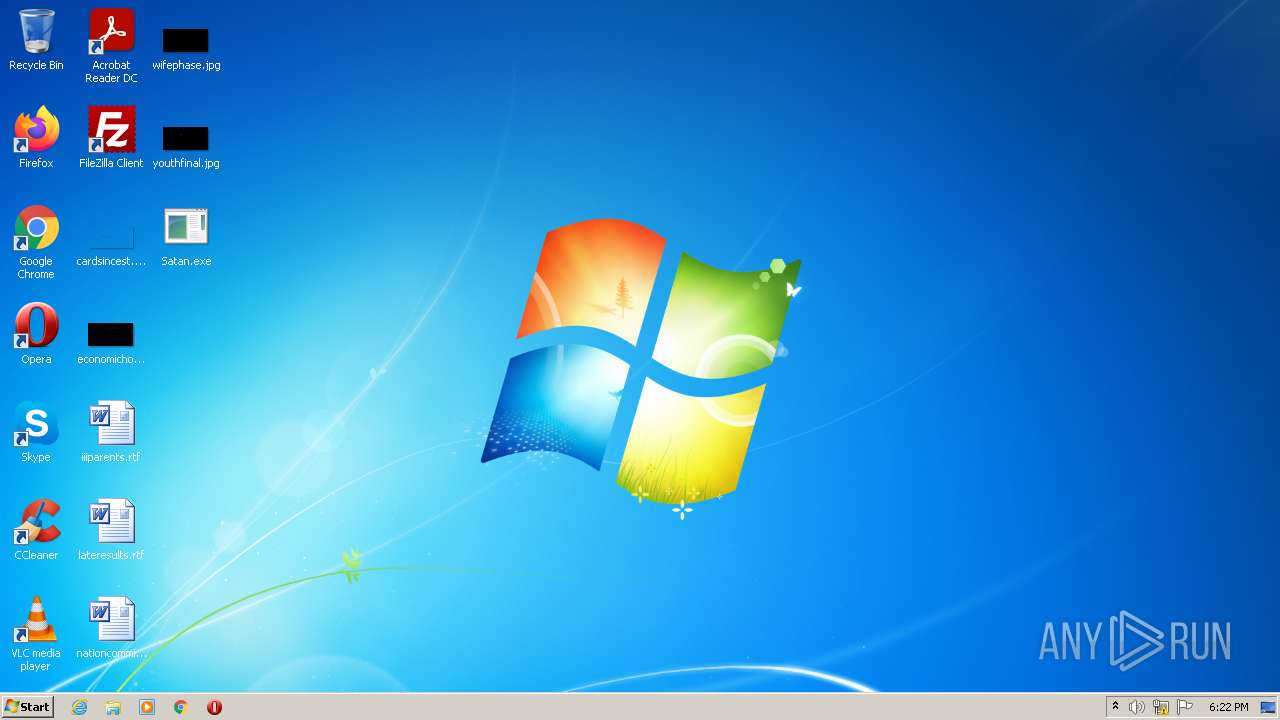 Recycle Bin
Acrobat
Reader DC
wifephase.jpg
Firefox
FileZilla Client
youthfinal.jpg
Google
Chrome
cardsincest....
Satan.exe
Opera
economicho...
Skype
iiiparents.rtf
CCleaner
lateresults.rtf
VLC media
player
nationcommi...
ANY RUN
Start
6:22 PM